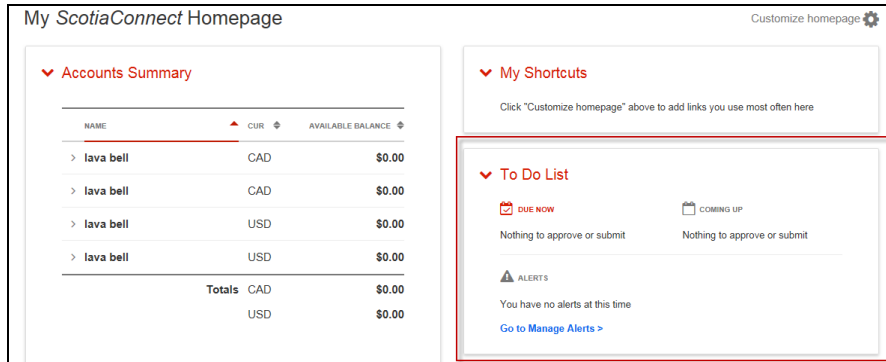 My ScotiaConnect Homepage
Customize homepage
Accounts Summary
NAME CUR AVAILABLE BALANCE
lava bell CAD $0.00
lava bell CAD $0.00
lava bell USD $0.00
lava bell USD $0.00
Totals CAD $0.00
USD $0.00
My Shortcuts
Click "Customize homepage" above to add links you use most often here
To Do List
DUE NOW COMING UP
Nothing to approve or submit Nothing to approve or submit
ALERTS
You have no alerts at this time
Go to Manage Alerts >